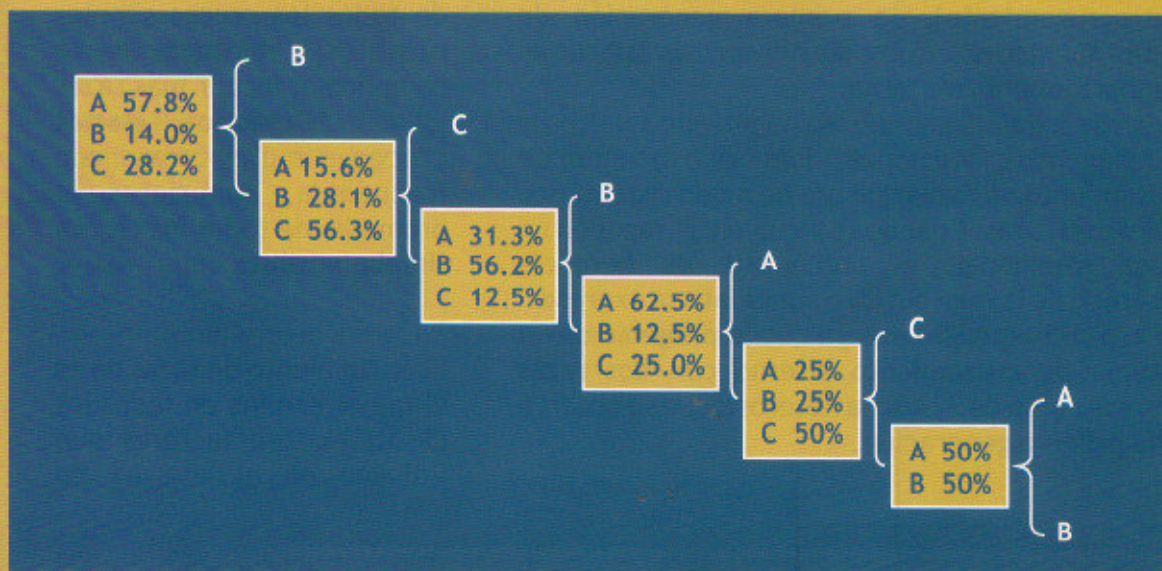 B
A 57.8%
B 14.0%
C 28.2%
C
A 15.6%
B 28.1%
C 56.3%
B
A 31.3%
B 56.2%
C 12.5%
A
A 62.5%
B 12.5%
C 25.0%
C
A 25%
B 25%
C 50%
A
A 50%
B 50%
B